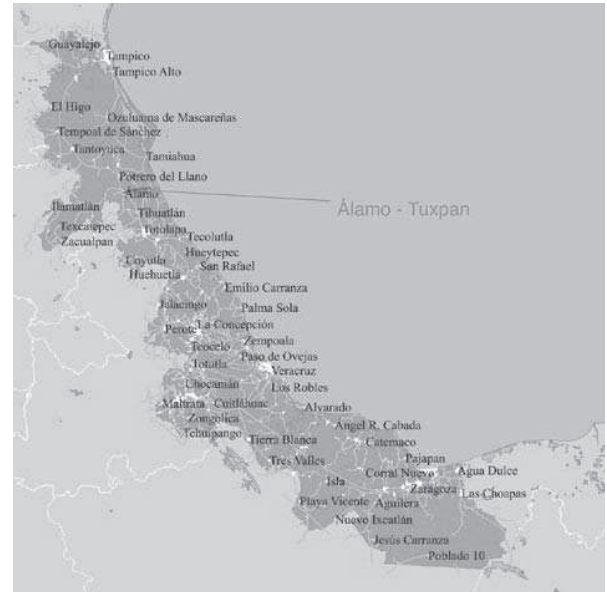 Guayalejo
Tampico
Tampico Alto
El Higo
Ozuluama de Mascareñas
Tempoal de Sánchez
Tantoyuca
Tamiahua
Potrero del Llano
Álamo
Álamo - Tuxpan
Ilamatlán
Tihuatlán
Texcatepec
Totolapa
Tecolutla
Zacualpan
Hueytepec
Coyutla
San Rafael
Huehuetla
Emilio Carranza
Jalacingo
Palma Sola
La Concepción
Perote
Teocelo
Zempoala
Paso de Ovejas
Totutla
Veracruz
Chocamán
Los Robles
Maltrata
Cuitláhuac
Alvarado
Zongolica
Ángel R. Cabada
Tehuipango
Tierra Blanca
Catemaco
Tres Valles
Pajapan
Corral Nuevo
Agua Dulce
Isla
Zaragoza
Las Choapas
Playa Vicente
Aguilera
Nuevo Ixcatlán
Jesús Carranza
Poblado 10